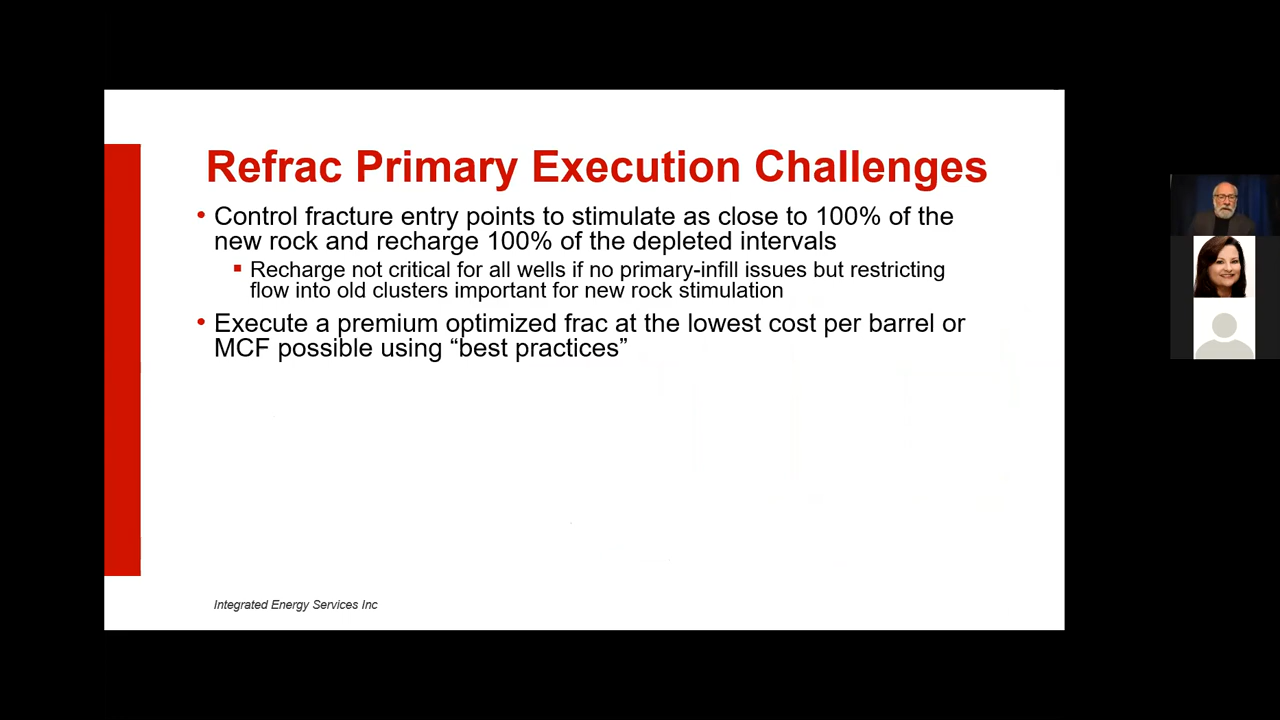 Refrac Primary Execution Challenges
• Control fracture entry points to stimulate as close to 100% of the
new rock and recharge 100% of the depleted intervals
▪ Recharge not critical for all wells if no primary-infill issues but restricting
flow into old clusters important for new rock stimulation
• Execute a premium optimized frac at the lowest cost per barrel or
MCF possible using “best practices”
Integrated Energy Services Inc